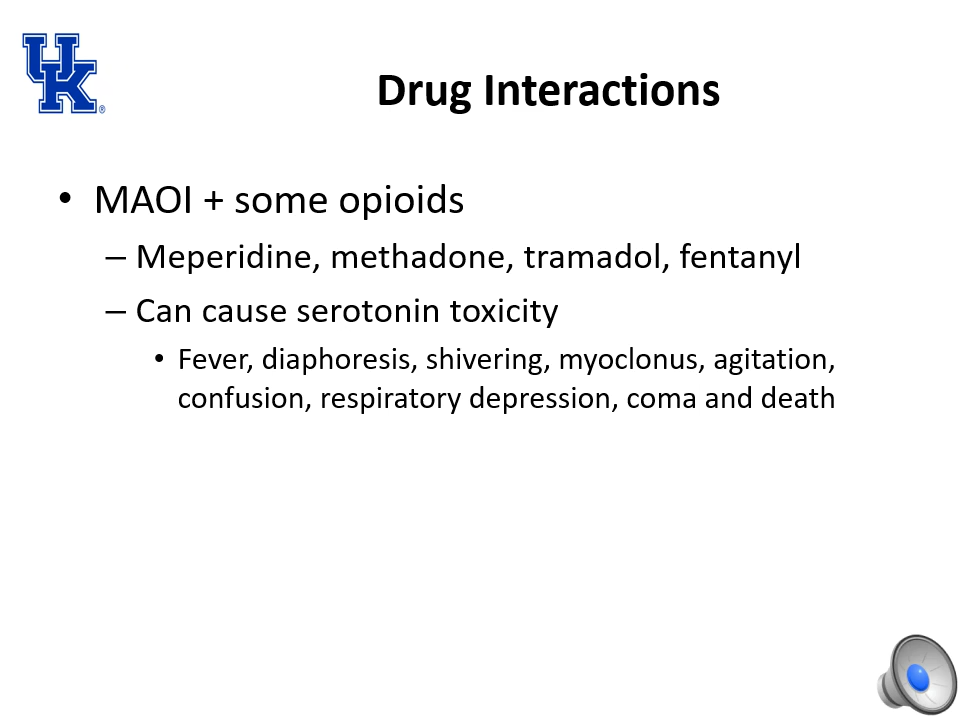 UK®
Drug Interactions
• MAOI + some opioids
– Meperidine, methadone, tramadol, fentanyl
– Can cause serotonin toxicity
• Fever, diaphoresis, shivering, myoclonus, agitation,
confusion, respiratory depression, coma and death